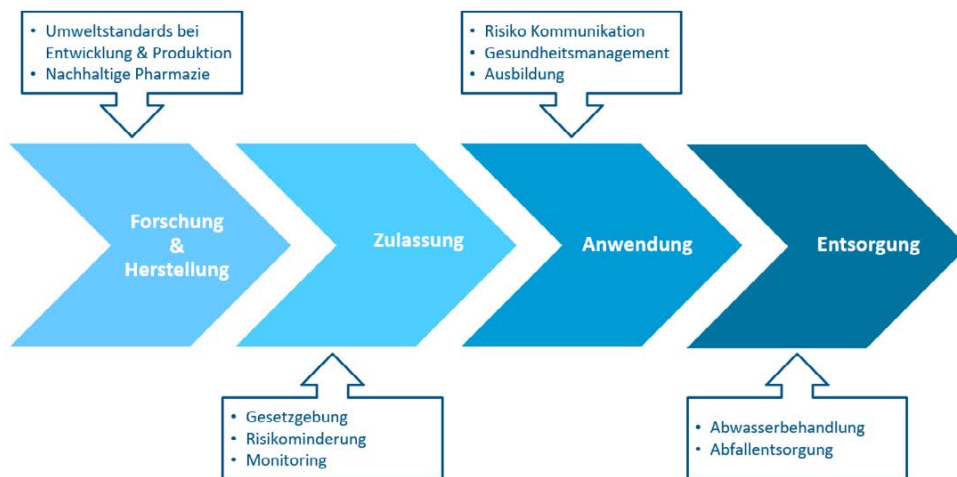 • Umweltstandards bei
Entwicklung & Produktion
• Nachhaltige Pharmazie
• Risiko Kommunikation
• Gesundheitsmanagement
• Ausbildung
Forschung
&
Herstellung
Zulassung
Anwendung
Entsorgung
• Gesetzgebung
• Risikominderung
• Monitoring
• Abwasserbehandlung
• Abfallentsorgung